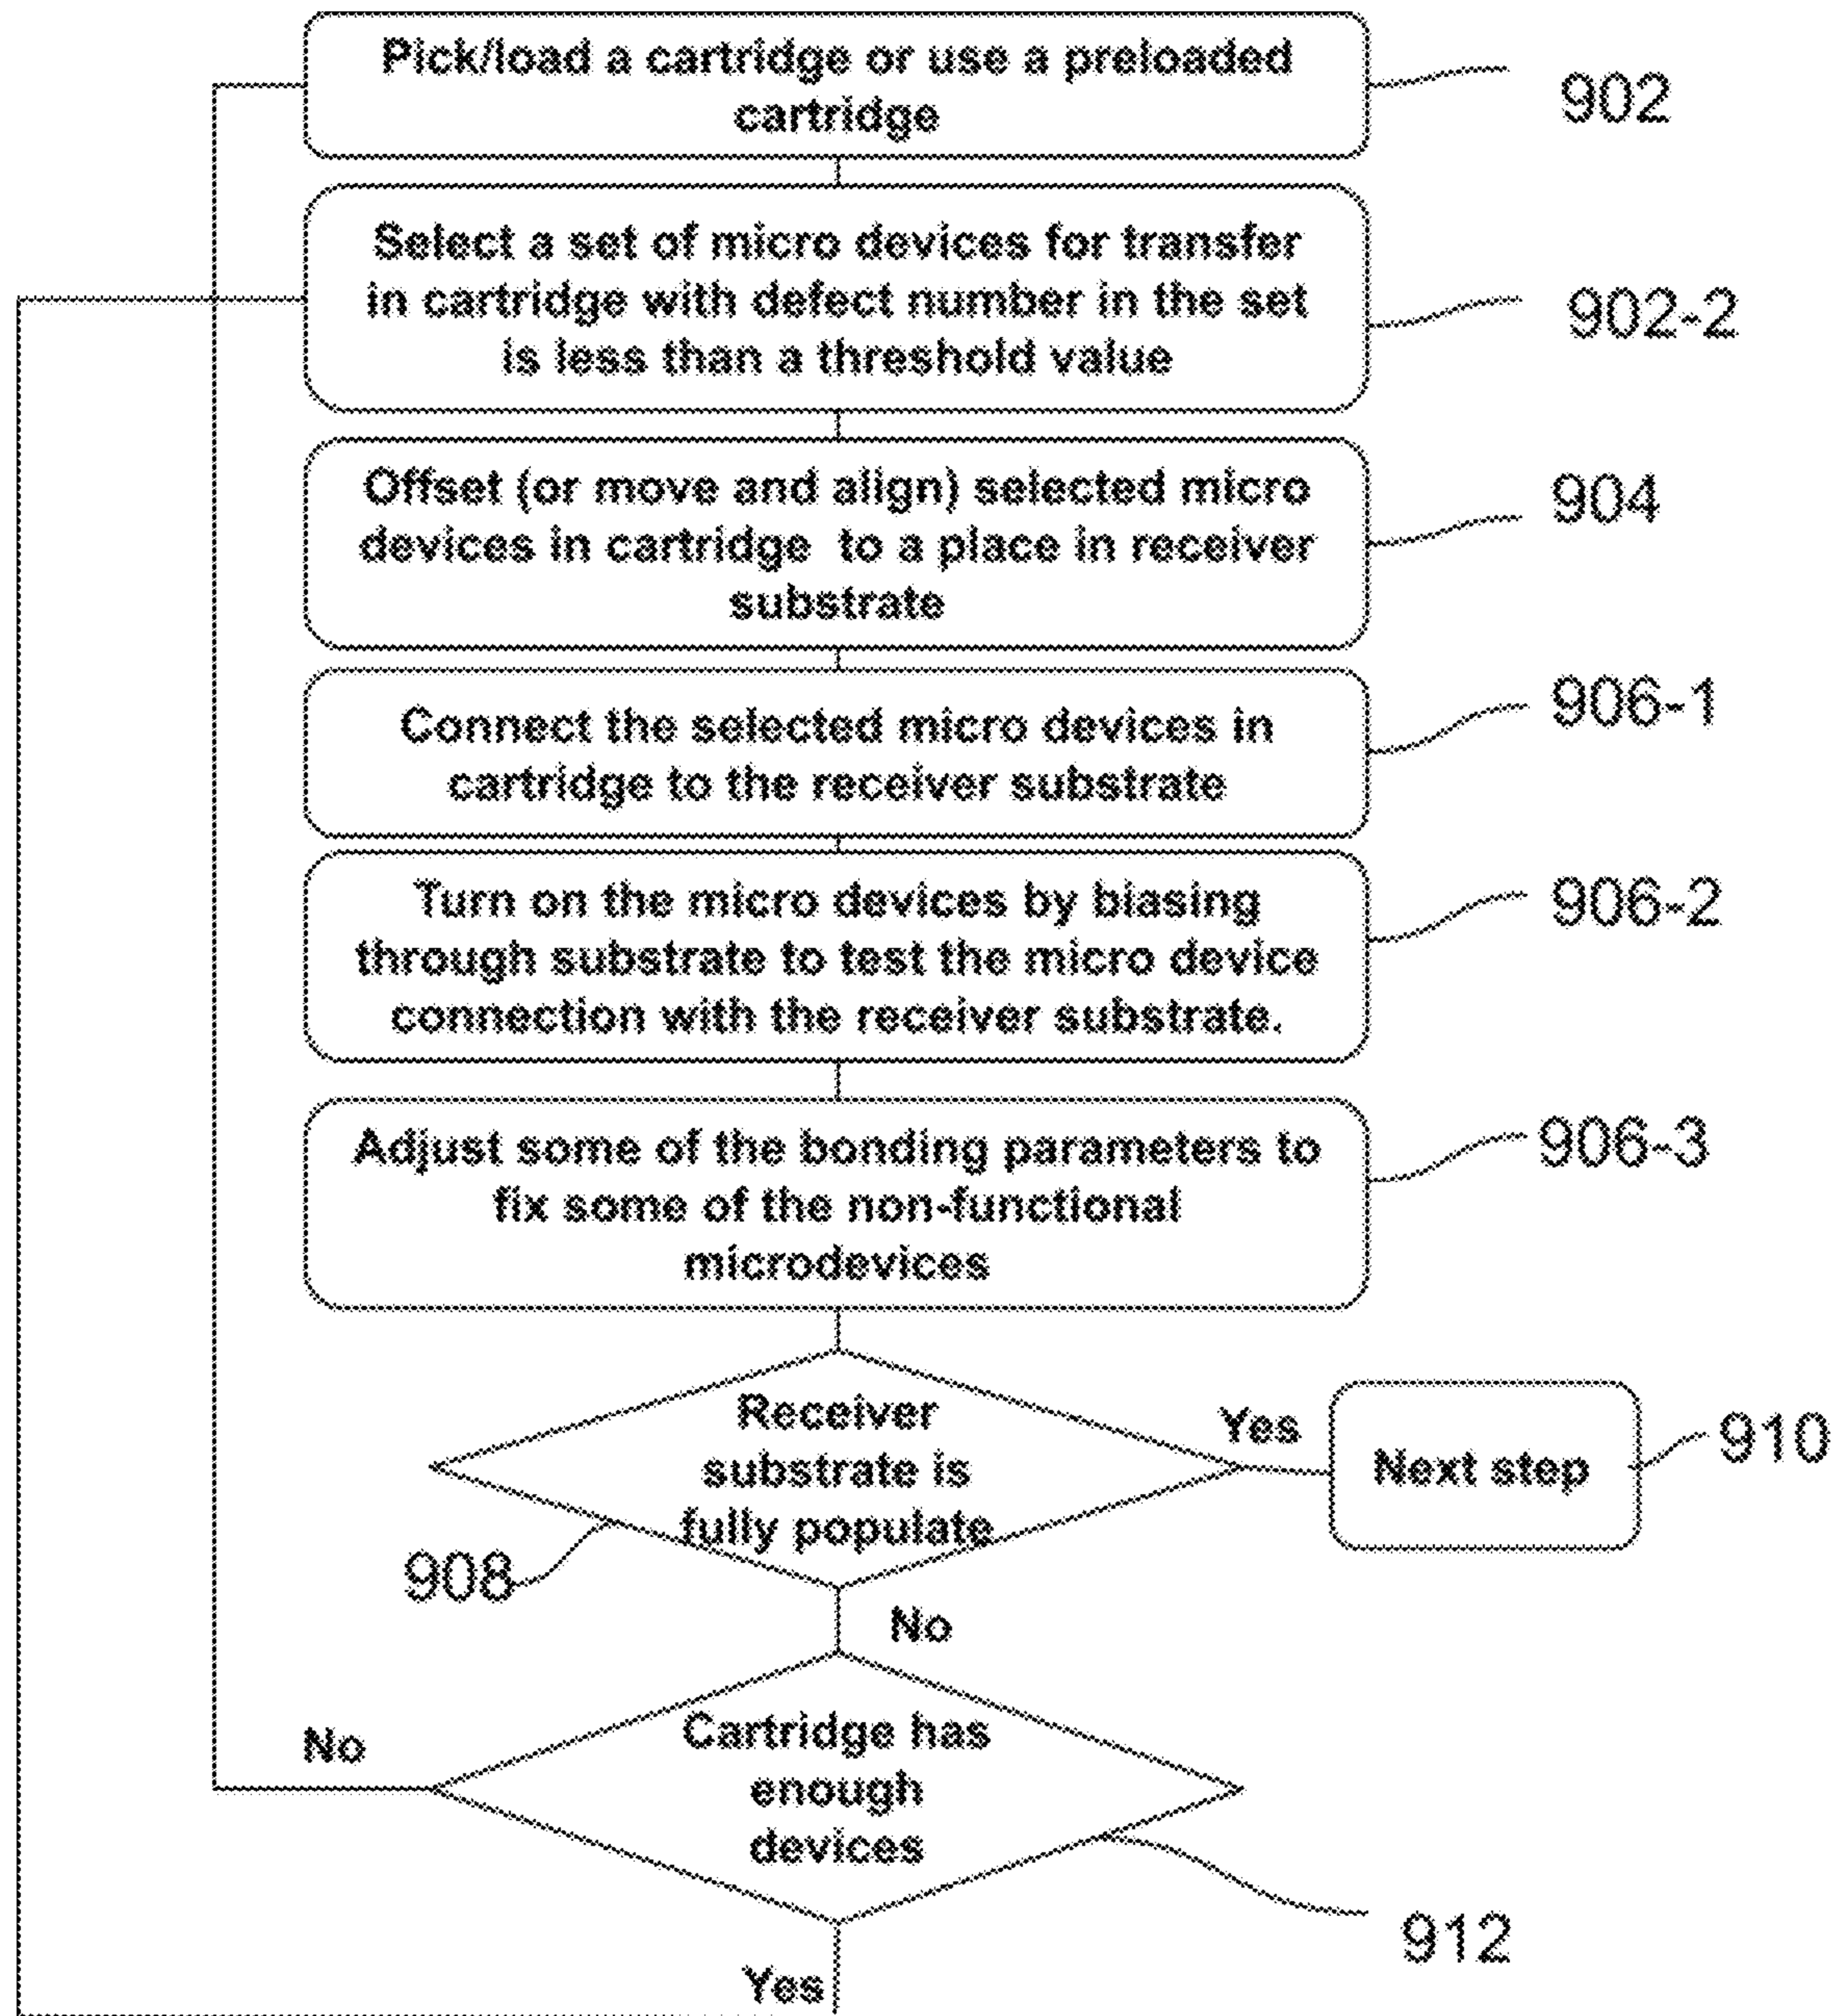 Pick/load a cartridge or use a preloaded
cartridge
902
Select a set of micro devices for transfer
in cartridge with defect number in the set
is less than a threshold value
902-2
Offset (or move and align) selected micro
devices in cartridge to a place in receiver
substrate
904
Connect the selected micro devices in
cartridge to the receiver substrate
906-1
Turn on the micro devices by biasing
through substrate to test the micro device
connection with the receiver substrate.
906-2
Adjust some of the bonding parameters to
fix some of the non-functional
microdevices
906-3
Receiver
substrate is
fully populate
908
Yes
Next step
910
No
Cartridge has
enough
devices
No
912
Yes